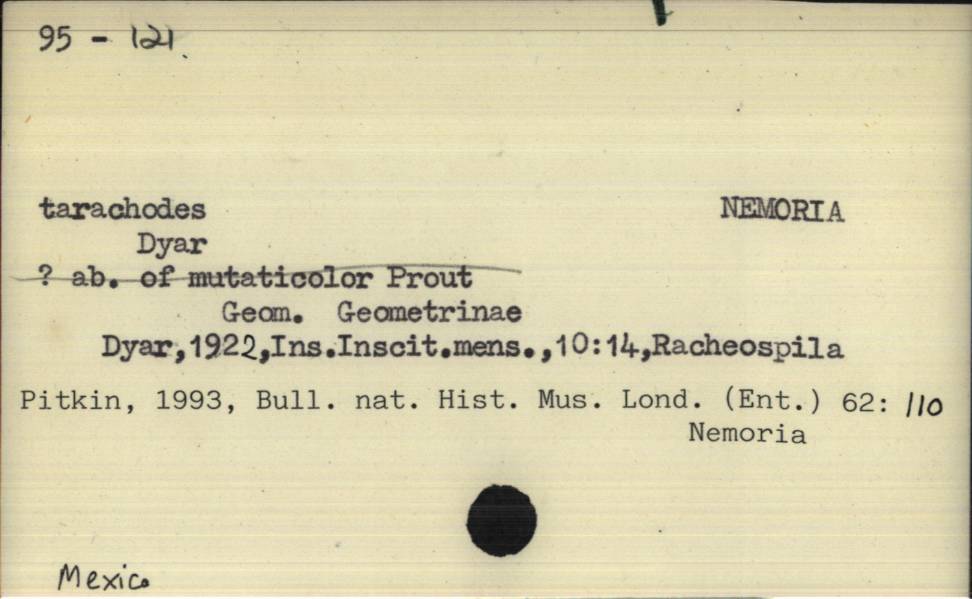 95 - 121
tarachodes NEMORIA
Dyar
? ab. of mutaticolor Prout
Geom. Geometrinae
Dyar,1922,Ins.Inscit.mens.,10:14,Racheospila
Pitkin, 1993, Bull. nat. Hist. Mus. Lond. (Ent.) 62: 110
Nemoria
Mexico